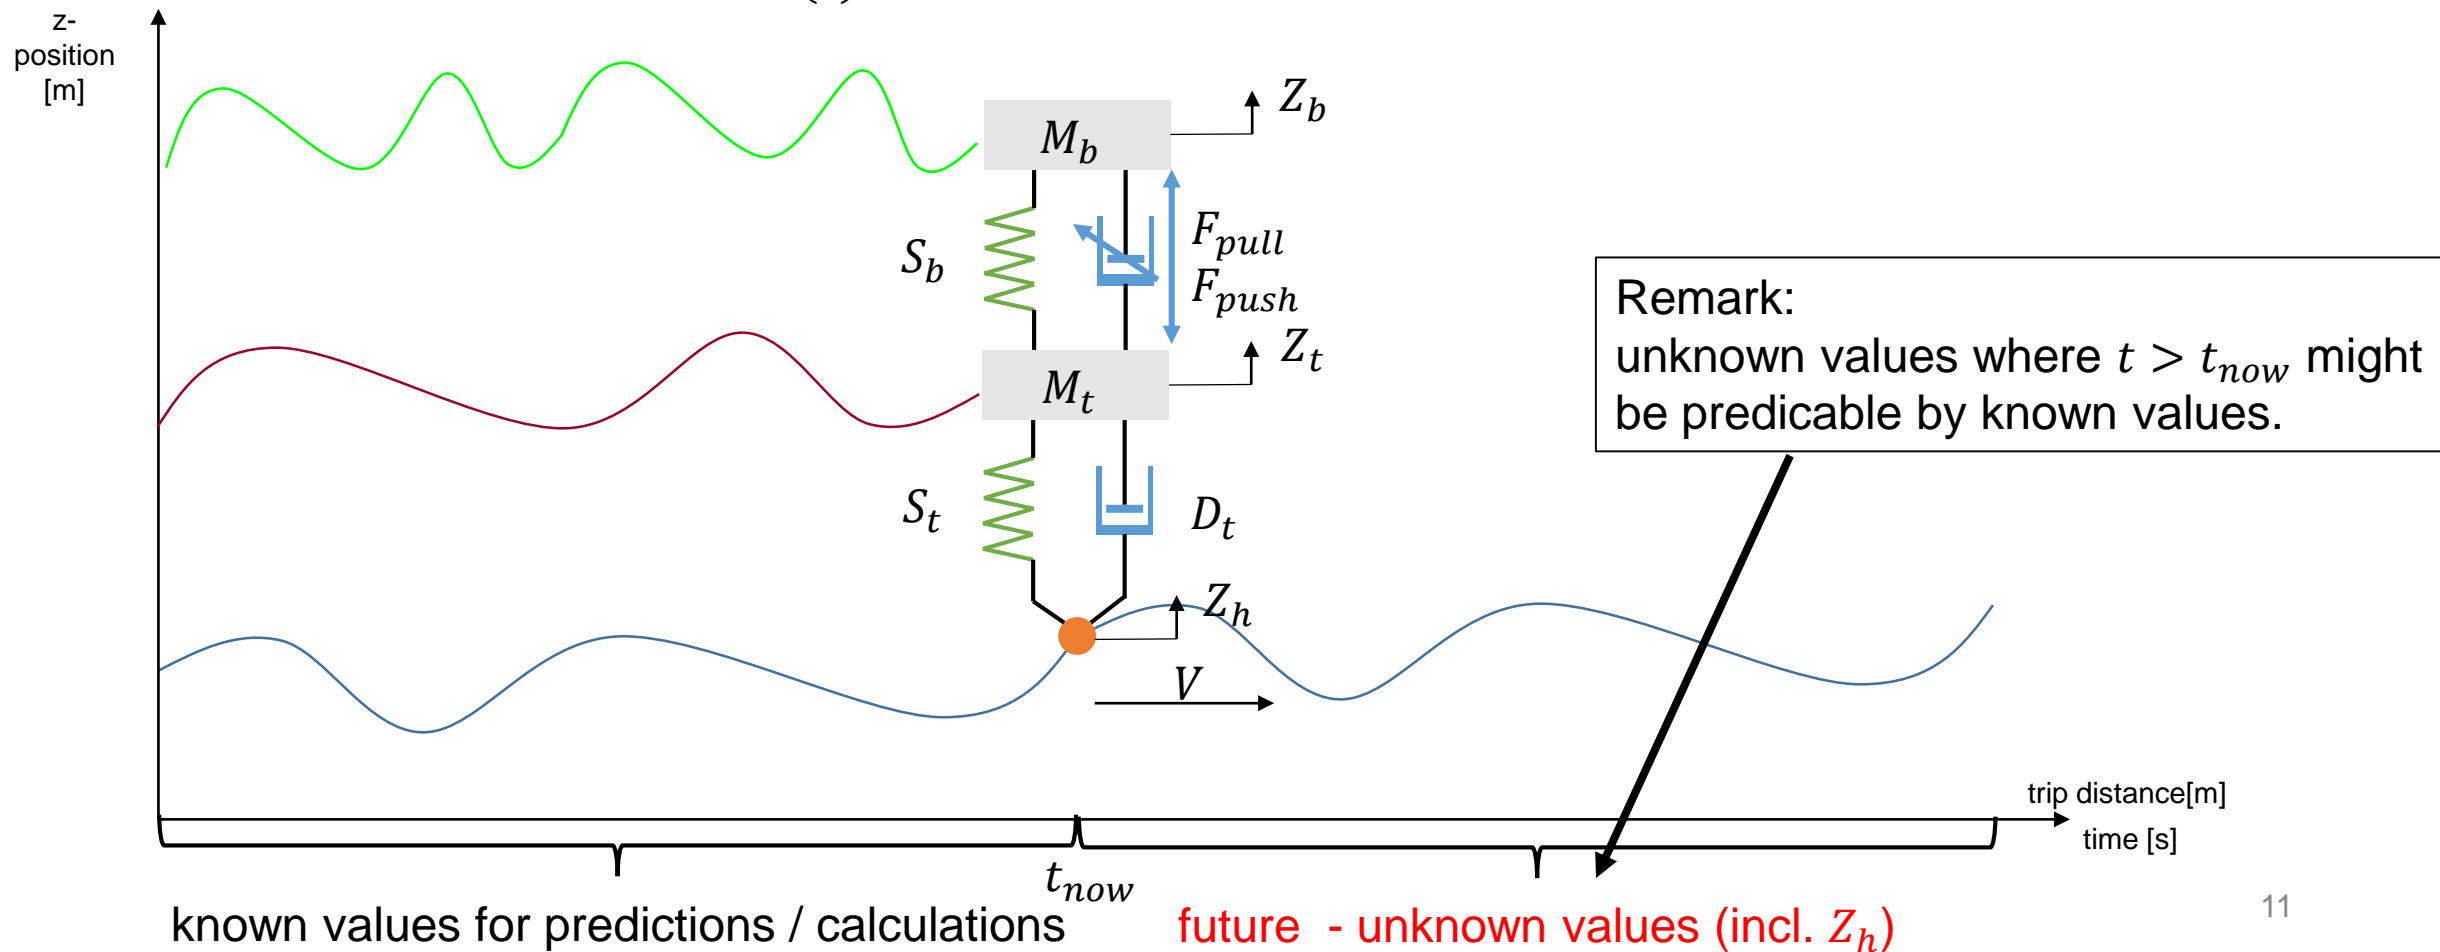 z-
position
[m]
Z_b
M_b
F_pull
S_b
F_push
Z_t
M_t
Remark:
unknown values where t > t_now might
be predicable by known values.
S_t
D_t
Z_h
V
trip distance[m]
time [s]
t_now
known values for predictions / calculations
future - unknown values (incl. Z_h)
11